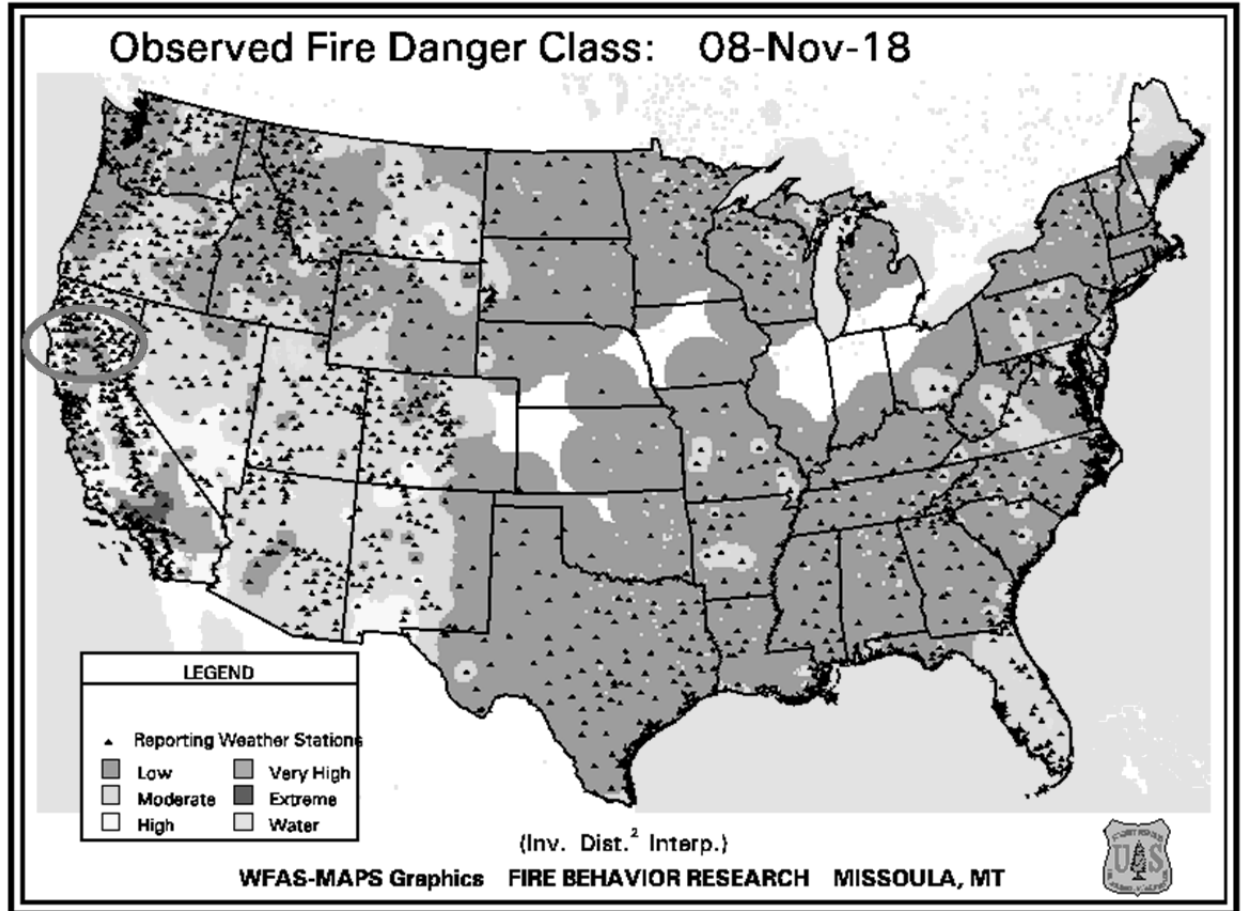 Observed Fire Danger Class: 08-Nov-18
LEGEND
Reporting Weather Stations
Low
Very High
Moderate
Extreme
High
Water
(Inv. Dist.² Interp.)
WFAS-MAPS Graphics FIRE BEHAVIOR RESEARCH MISSOULA, MT
U S